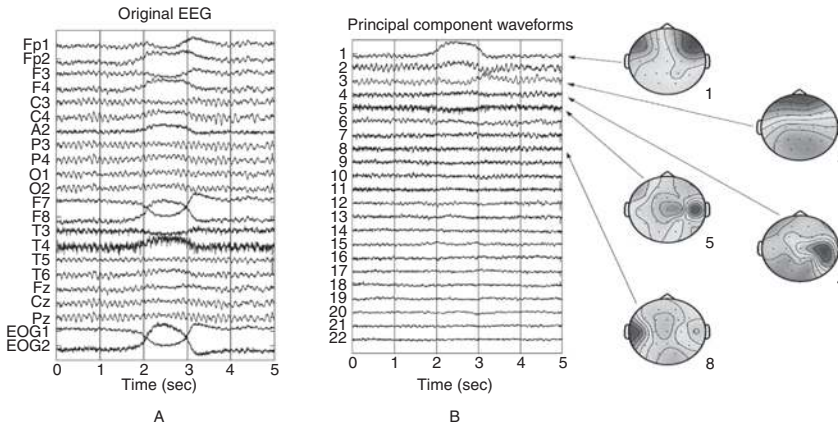 Original EEG
Fp1
Fp2
F3
F4
C3
C4
A2
P3
P4
O1
O2
F7
F8
T3
T4
T5
T6
Fz
Cz
Pz
EOG1
EOG2
0 1 2 3 4 5
Time (sec)
A
Principal component waveforms
1
2
3
4
5
6
7
8
9
10
11
12
13
14
15
16
17
18
19
20
21
22
0 1 2 3 4 5
Time (sec)
B
1
5
8